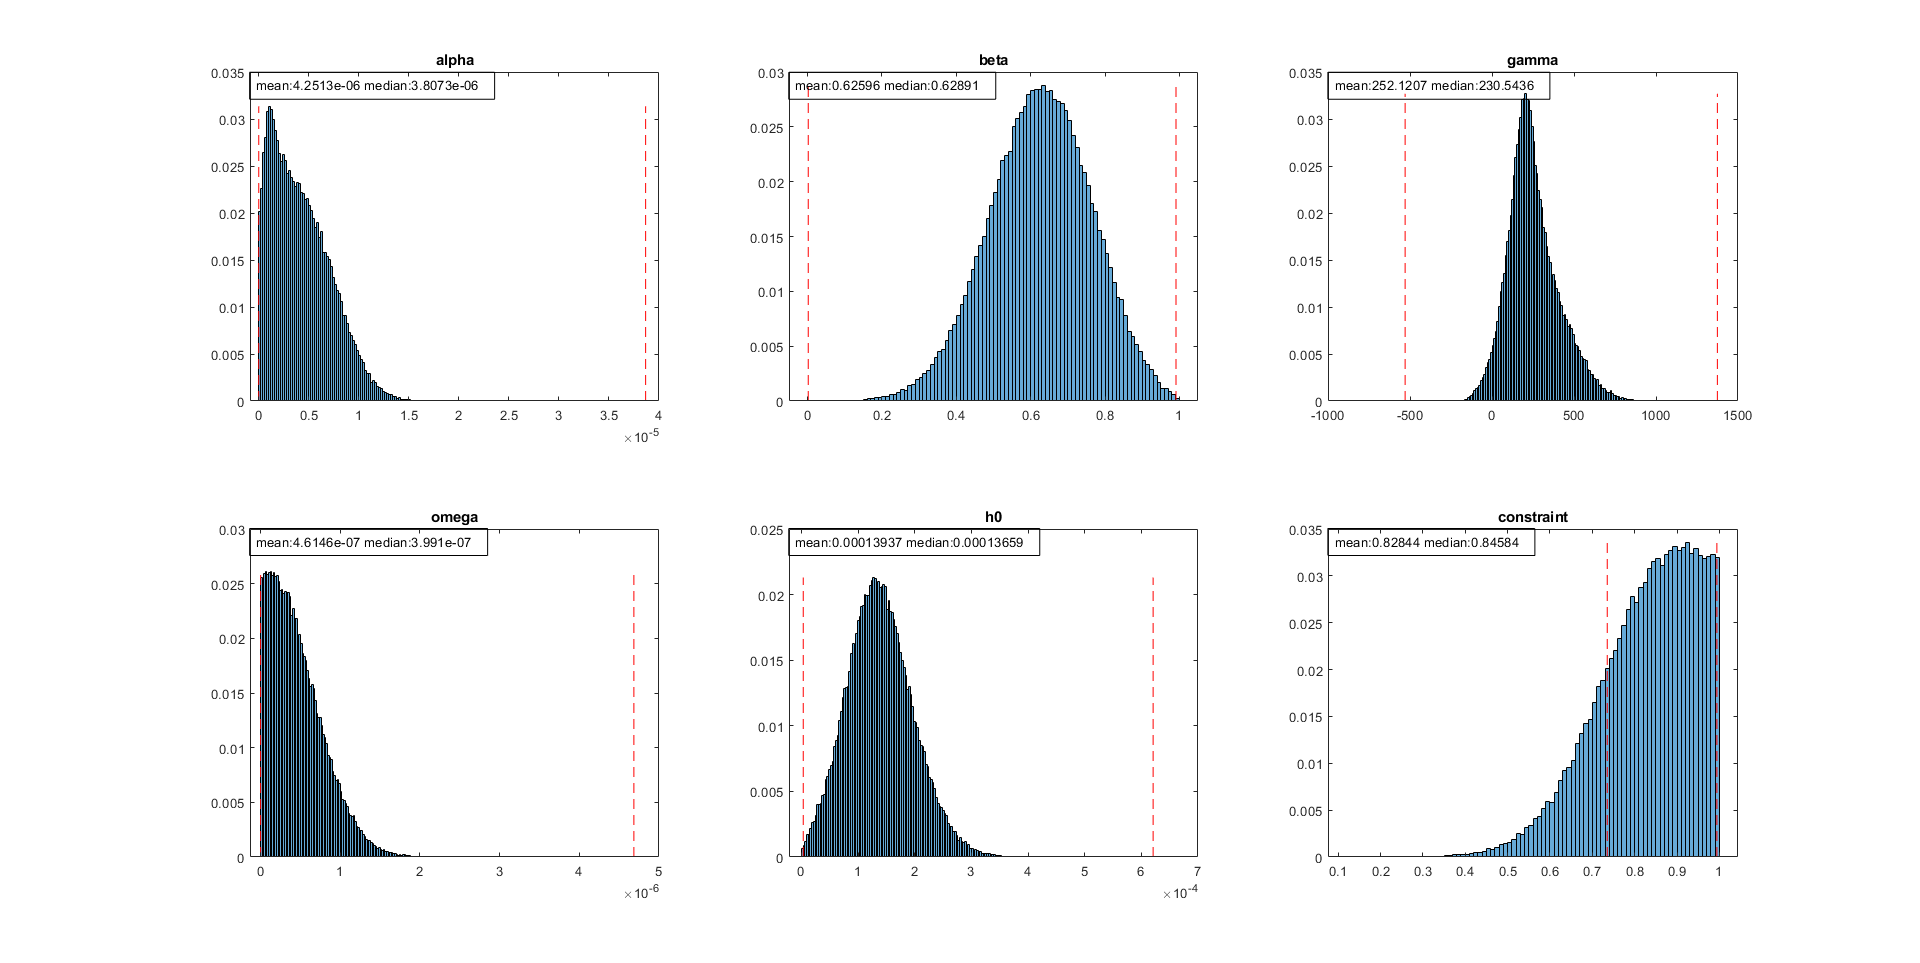 alpha
mean:4.2513e-06 median:3.8073e-06
0.035
0.03
0.025
0.02
0.015
0.01
0.005
0
0 0.5 1 1.5 2 2.5 3 3.5 4
×10-5
beta
mean:0.62596 median:0.62891
0.03
0.025
0.02
0.015
0.01
0.005
0
0 0.2 0.4 0.6 0.8 1
gamma
mean:252.1207 median:230.5436
0.035
0.03
0.025
0.02
0.015
0.01
0.005
0
-1000 -500 0 500 1000 1500
omega
mean:4.6146e-07 median:3.991e-07
0.03
0.025
0.02
0.015
0.01
0.005
0
0 1 2 3 4 5
×10-6
h0
mean:0.00013937 median:0.00013659
0.025
0.02
0.015
0.01
0.005
0
0 1 2 3 4 5 6 7
×10-4
constraint
mean:0.82844 median:0.84584
0.035
0.03
0.025
0.02
0.015
0.01
0.005
0
0.1 0.2 0.3 0.4 0.5 0.6 0.7 0.8 0.9 1